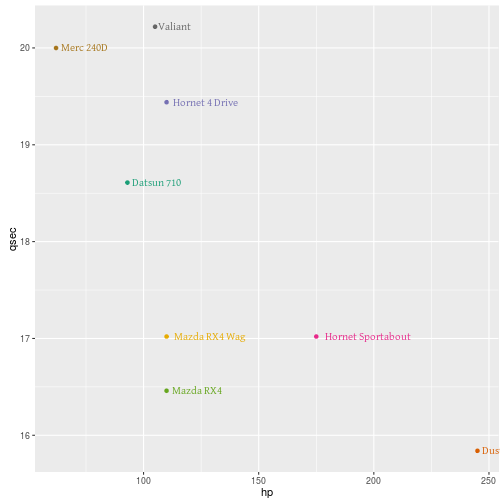 Valiant
20
Merc 240D
Hornet 4 Drive
19
Datsun 710
18
qsec
17
Mazda RX4 Wag
Hornet Sportabout
Mazda RX4
16
Dus
100
150
200
250
hp